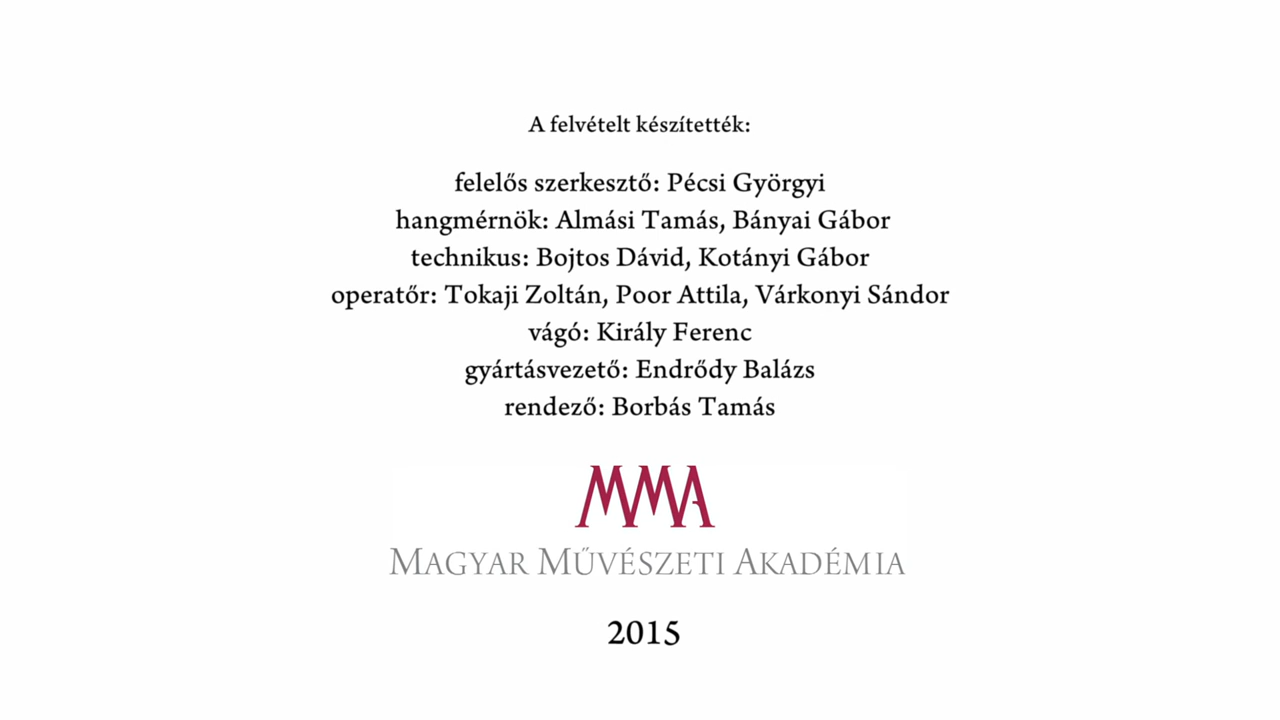 A felvételt készítették:
felelős szerkesztő: Pécsi Györgyi
hangmérnök: Almási Tamás, Bányai Gábor
technikus: Bojtos Dávid, Kotányi Gábor
operatőr: Tokaji Zoltán, Poor Attila, Várkonyi Sándor
vágó: Király Ferenc
gyártásvezető: Endrődy Balázs
rendező: Borbás Tamás
MMA
MAGYAR MŰVÉSZETI AKADÉMIA
2015